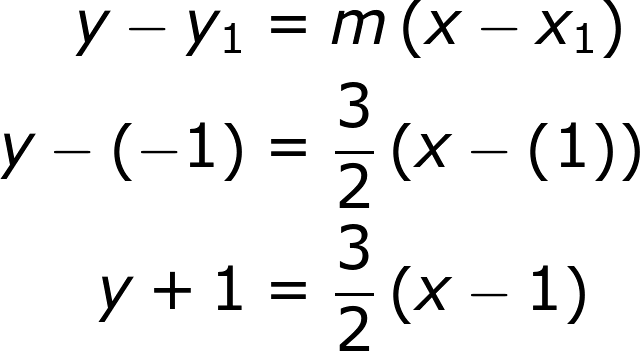 y − y₁ = m (x − x₁)
y − (−1) = 3/2 (x − (1))
y + 1 = 3/2 (x − 1)